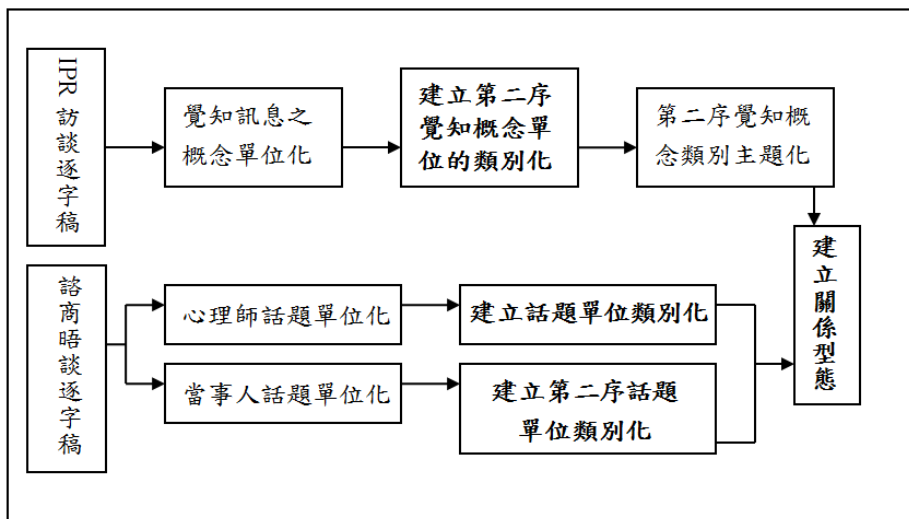 IPR 訪談逐字稿
覺知訊息之
概念單位化
建立第二序
覺知概念單
位的類別化
第二序覺知概
念類別主題化
建立關係型態
諮商晤談逐字稿
心理師話題單位化
建立話題單位類別化
當事人話題單位化
建立第二序話題
單位類別化